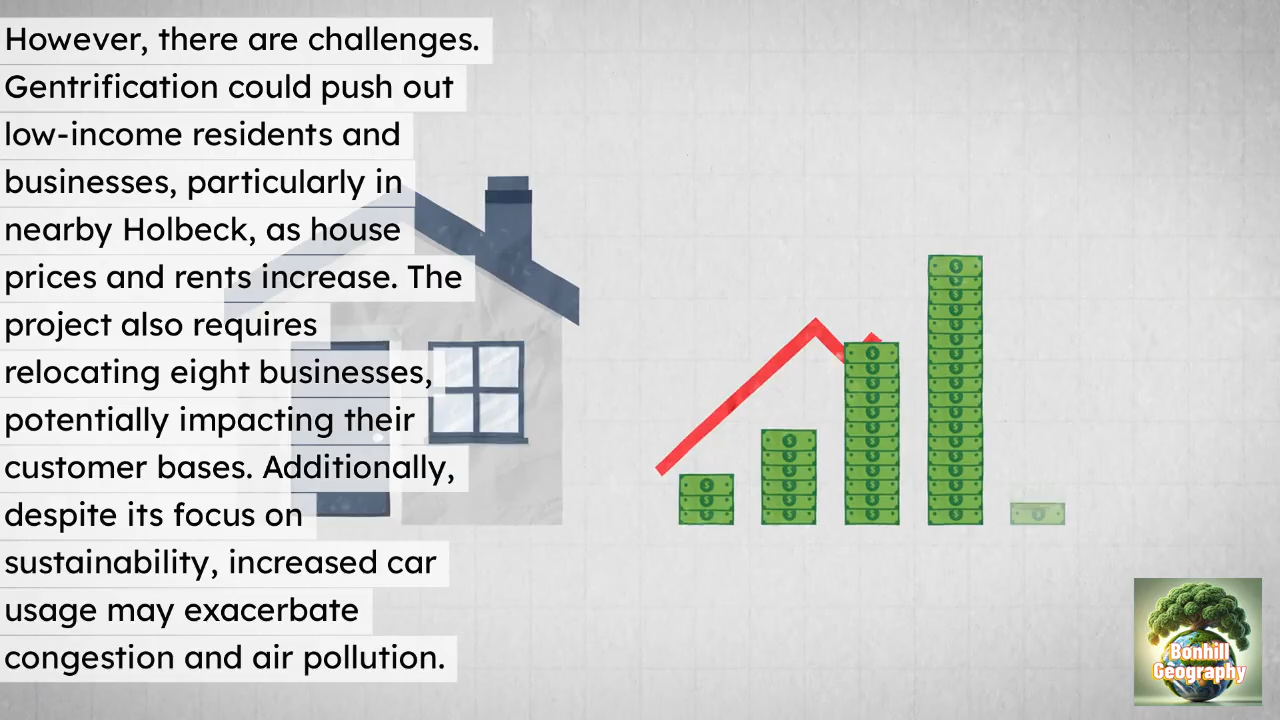 However, there are challenges.
Gentrification could push out
low-income residents and
businesses, particularly in
nearby Holbeck, as house
prices and rents increase. The
project also requires
relocating eight businesses,
potentially impacting their
customer bases. Additionally,
despite its focus on
sustainability, increased car
usage may exacerbate
congestion and air pollution.
Bonhill
Geography